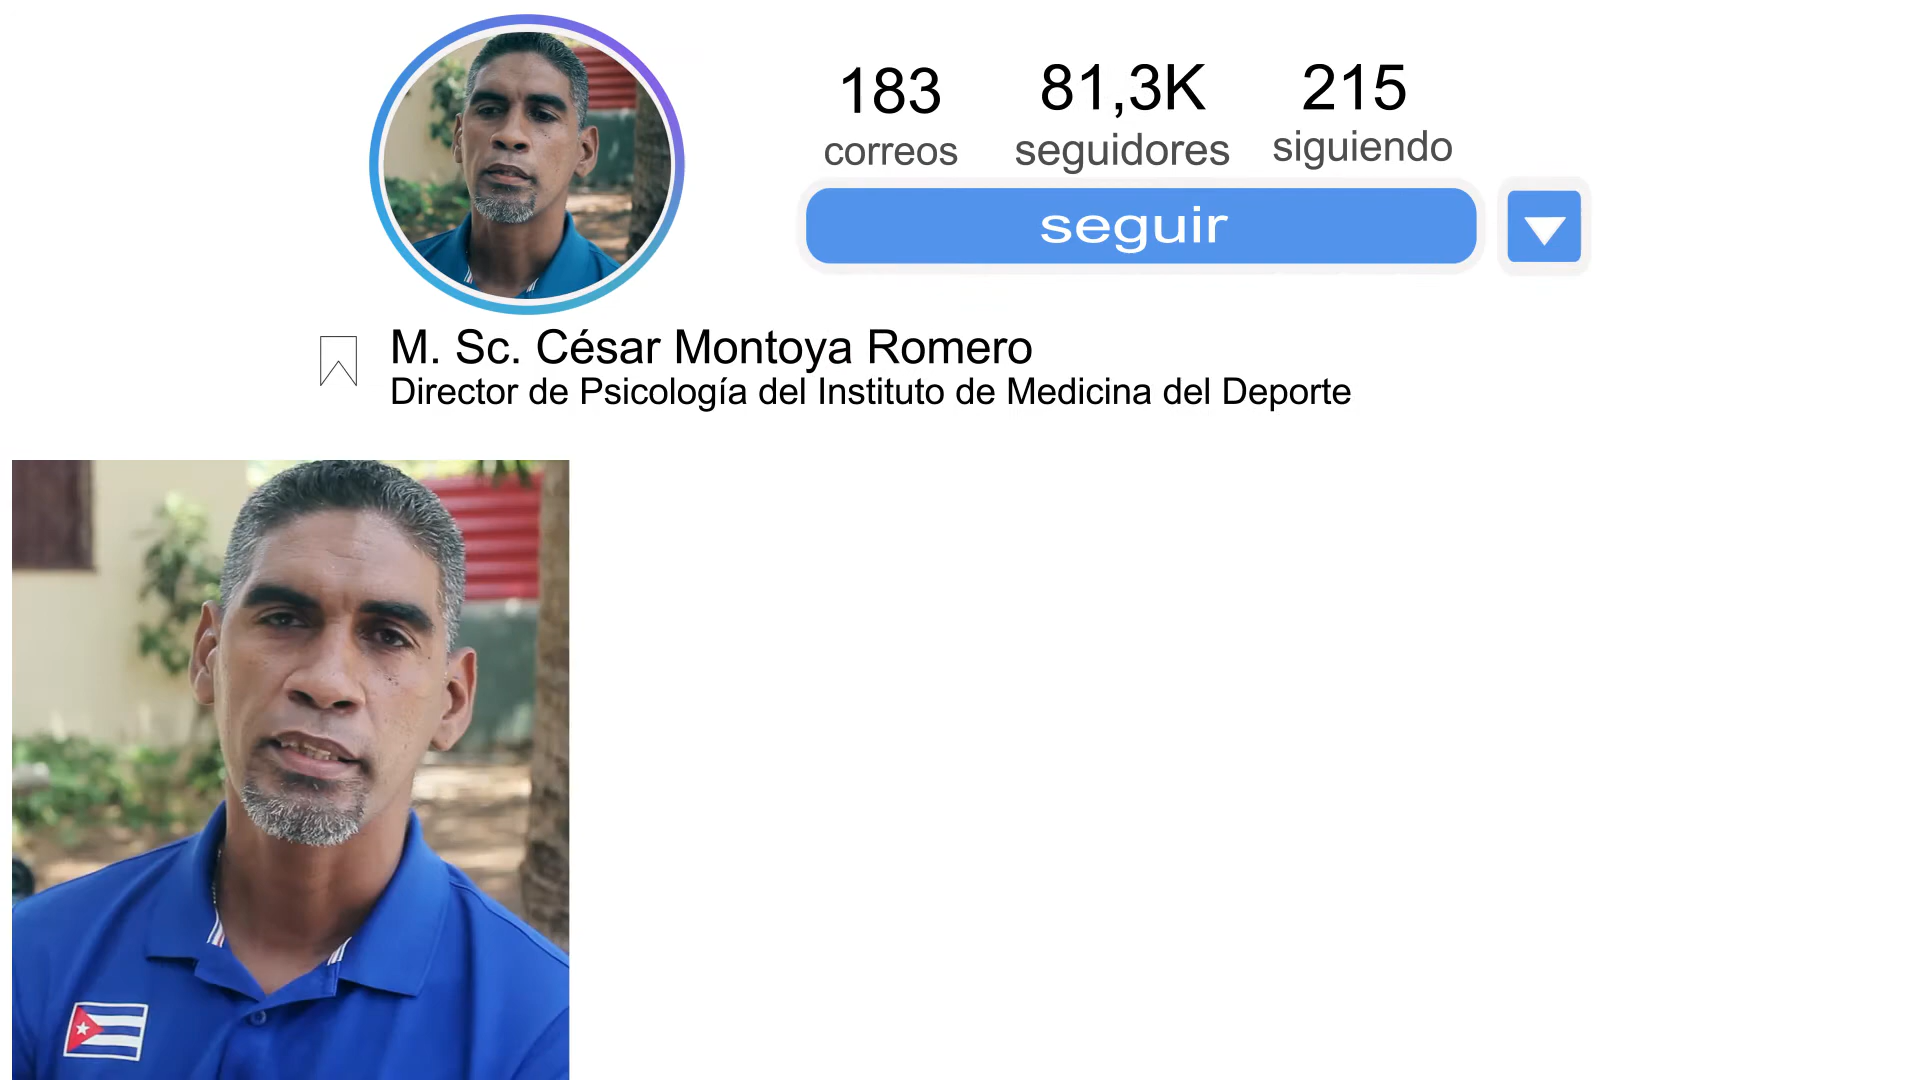 183 81,3K 215
correos seguidores siguiendo
seguir
M. Sc. César Montoya Romero
Director de Psicología del Instituto de Medicina del Deporte